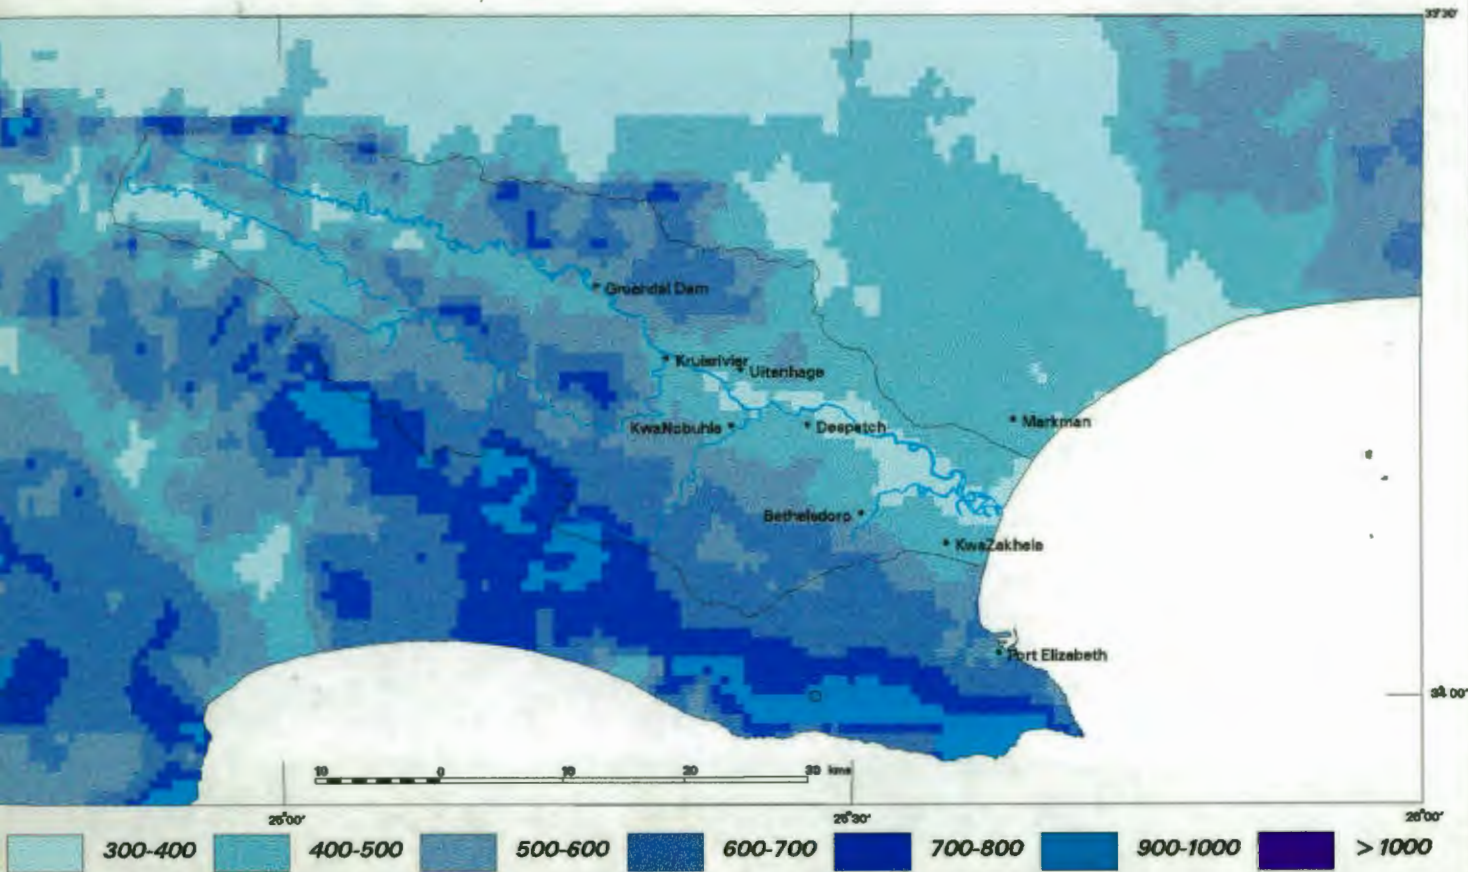 33°30'
Groendal Dam
Kruisrivier
Uitenhage
KwaNobuhle
Despatch
Markman
Bethelsdorp
KwaZakhele
Port Elizabeth
34°00'
10 0 10 20 30 kms
25°00' 25°30' 26°00'
300-400 400-500 500-600 600-700 700-800 900-1000 > 1000